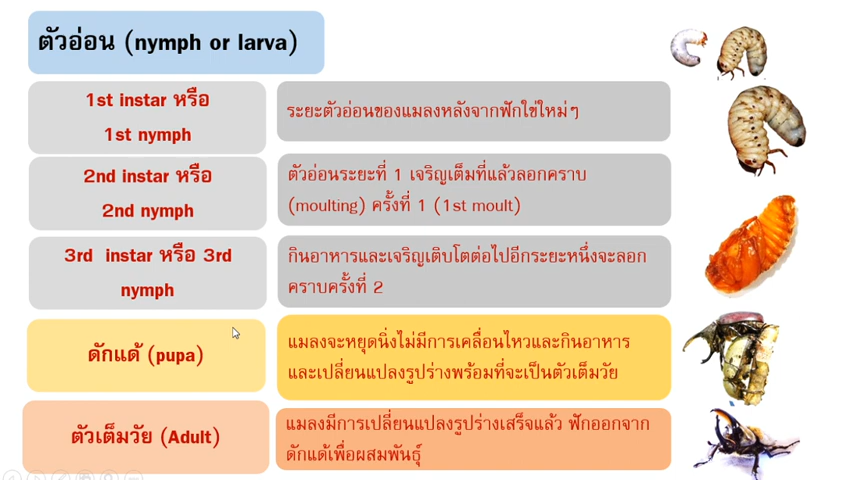 ตัวอ่อน (nymph or larva)
1st instar หรือ
1st nymph
ระยะตัวอ่อนของแมลงหลังจากฟักไข่ใหม่ๆ
2nd instar หรือ
2nd nymph
ตัวอ่อนระยะที่ 1 เจริญเต็มที่แล้วลอกคราบ
(moulting) ครั้งที่ 1 (1st moult)
3rd instar หรือ 3rd
nymph
กินอาหารและเจริญเติบโตต่อไปอีกระยะหนึ่งจะลอก
คราบครั้งที่ 2
ดักแด้ (pupa)
แมลงจะหยุดนิ่งไม่มีการเคลื่อนไหวและกินอาหาร
และเปลี่ยนแปลงรูปร่างพร้อมที่จะเป็นตัวเต็มวัย
ตัวเต็มวัย (Adult)
แมลงมีการเปลี่ยนแปลงรูปร่างเสร็จแล้ว ฟักออกจาก
ดักแด้เพื่อผสมพันธุ์